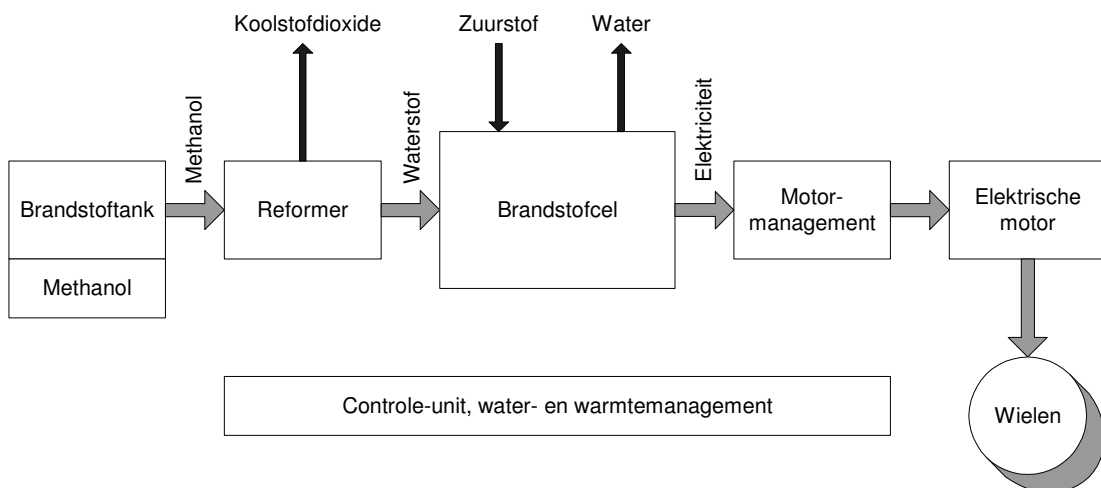 Koolstofdioxide
Zuurstof
Water
Methanol
Waterstof
Elektriciteit
Brandstoftank
Methanol
Reformer
Brandstofcel
Motor-
management
Elektrische
motor
Controle-unit, water- en warmtemanagement
Wielen